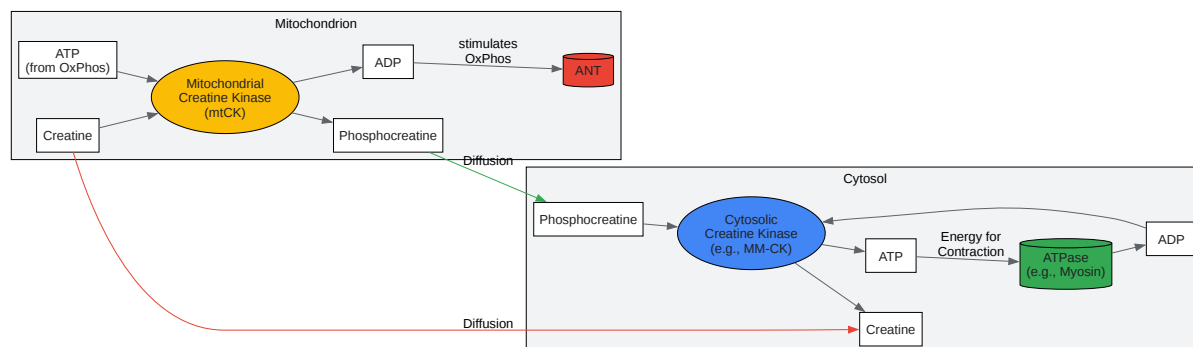 Mitochondrion
ATP
(from OxPhos)
Mitochondrial
Creatine Kinase
(mtCK)
ADP
stimulates
OxPhos
ANT
Creatine
Phosphocreatine
Diffusion
Cytosol
Phosphocreatine
Cytosolic
Creatine Kinase
(e.g., MM-CK)
ATP
Energy for
Contraction
ATPase
(e.g., Myosin)
ADP
Diffusion
Creatine